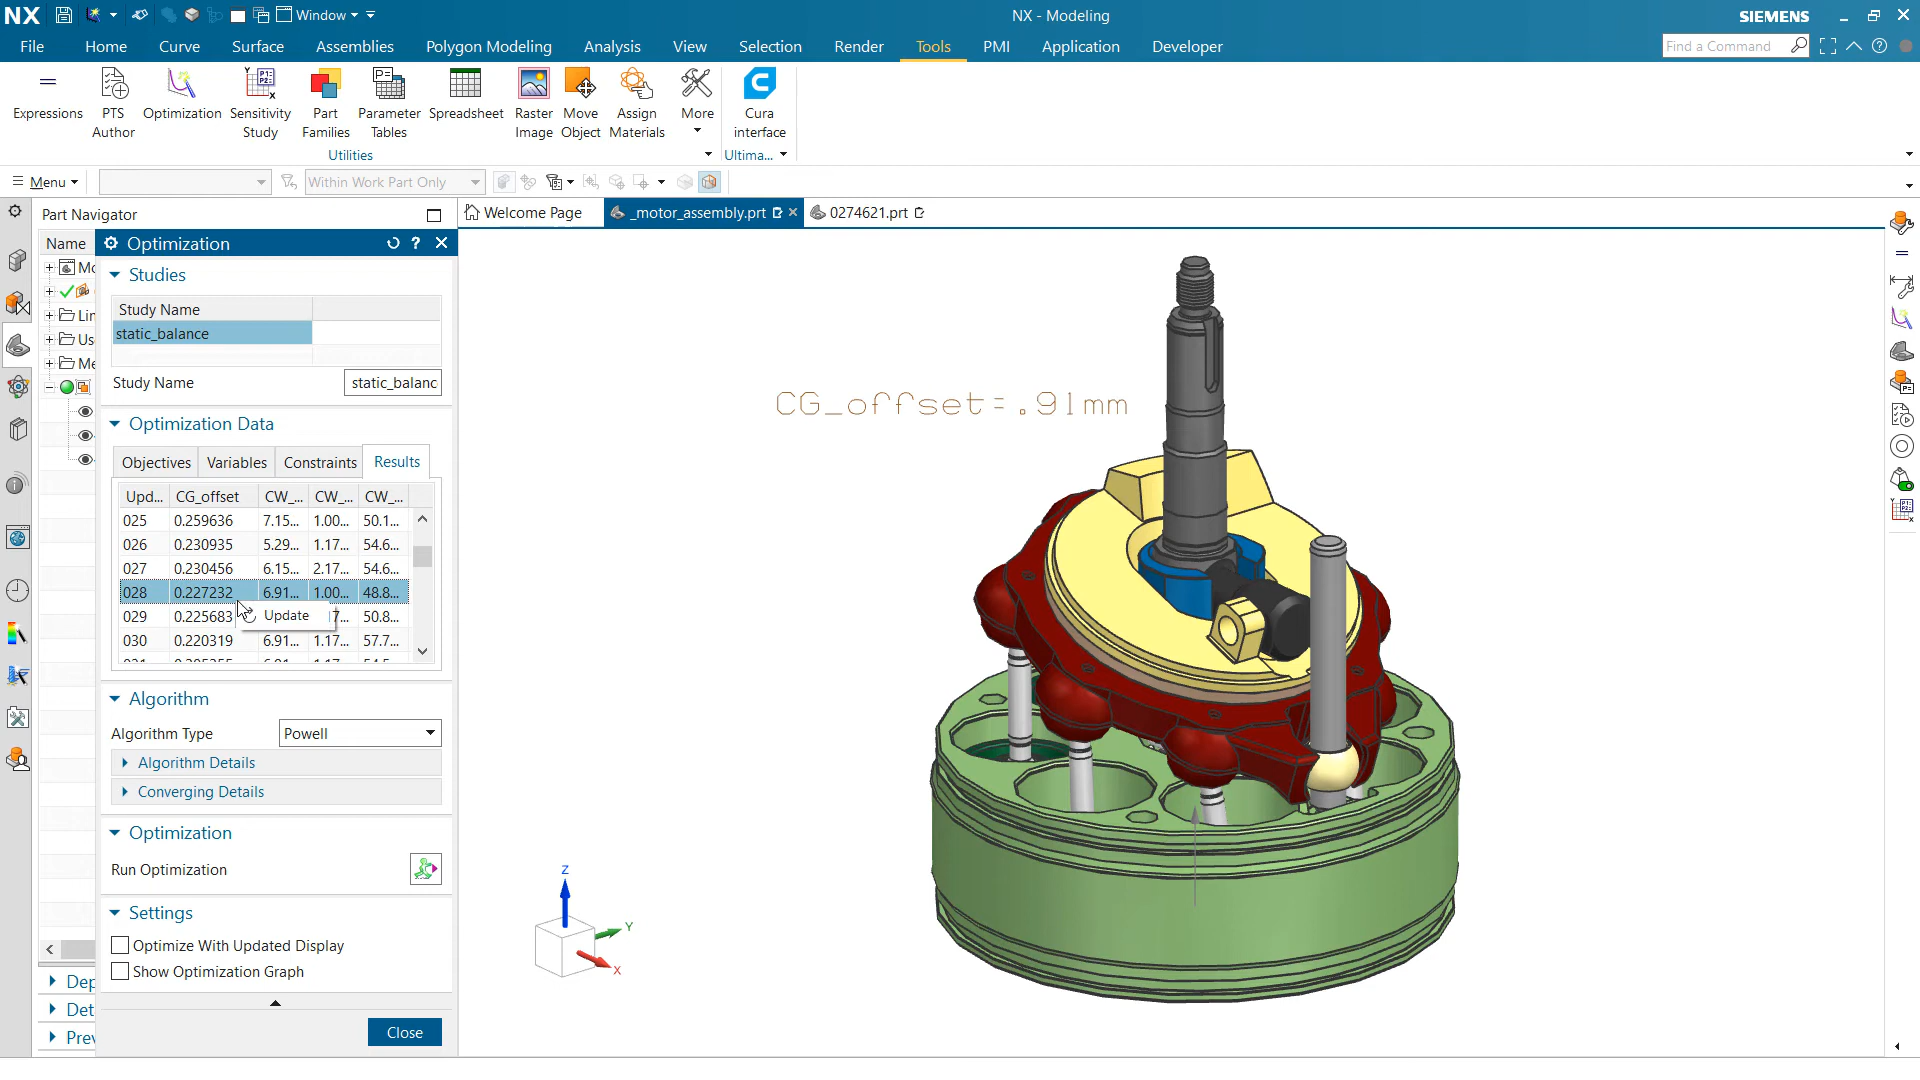 NX Window NX - Modeling SIEMENS
File Home Curve Surface Assemblies Polygon Modeling Analysis View Selection Render Tools PMI Application Developer Find a Command
Expressions PTS Author Optimization Sensitivity Study Part Families Parameter Tables Spreadsheet Raster Image Move Object Assign Materials More Cura interface
Utilities Ultima...
Menu Within Work Part Only
Part Navigator Welcome Page _motor_assembly.prt 0274621.prt
Name Optimization
Studies
Study Name
static_balance
Study Name static_balanc
CG_offset=.91mm
Optimization Data
Objectives Variables Constraints Results
Upd... CG_offset CW_... CW_... CW_...
025 0.259636 7.15... 1.00... 50.1...
026 0.230935 5.29... 1.17... 54.6...
027 0.230456 6.15... 2.17... 54.6...
028 0.227232 6.91... 1.00... 48.8...
029 0.225683 Update 7... 50.8...
030 0.220319 6.91... 1.17... 57.7...
Algorithm
Algorithm Type Powell
Algorithm Details
Converging Details
Optimization
Run Optimization
Settings
Optimize With Updated Display
Show Optimization Graph
Z
Y
X
Dep
Det
Prev
Close